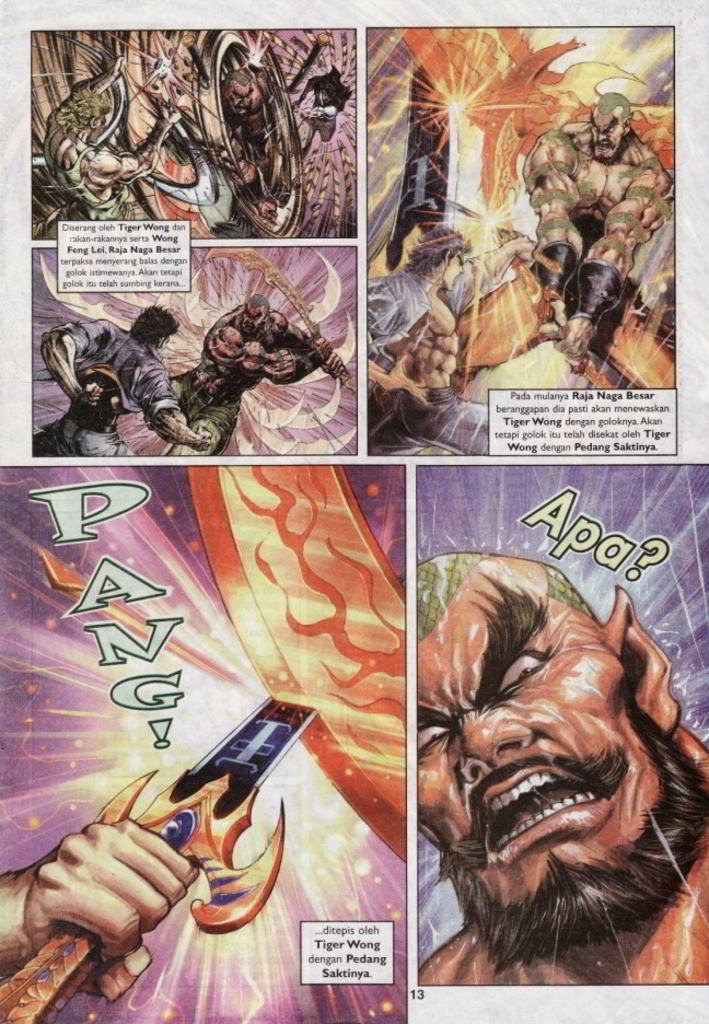 Diserang oleh Tiger Wong dan
rakan-rakannya serta Wong
Feng Lei, Raja Naga Besar
terpaksa menyerang balas dengan
golok istimewanya. Akan tetapi
golok itu telah sumbing kerana...
Pada mulanya Raja Naga Besar
beranggapan dia pasti akan menewaskan
Tiger Wong dengan goloknya. Akan
tetapi golok itu telah disekat oleh Tiger
Wong dengan Pedang Saktinya.
PANG!
...ditepis oleh
Tiger Wong
dengan Pedang
Saktinya.
Apa?
13